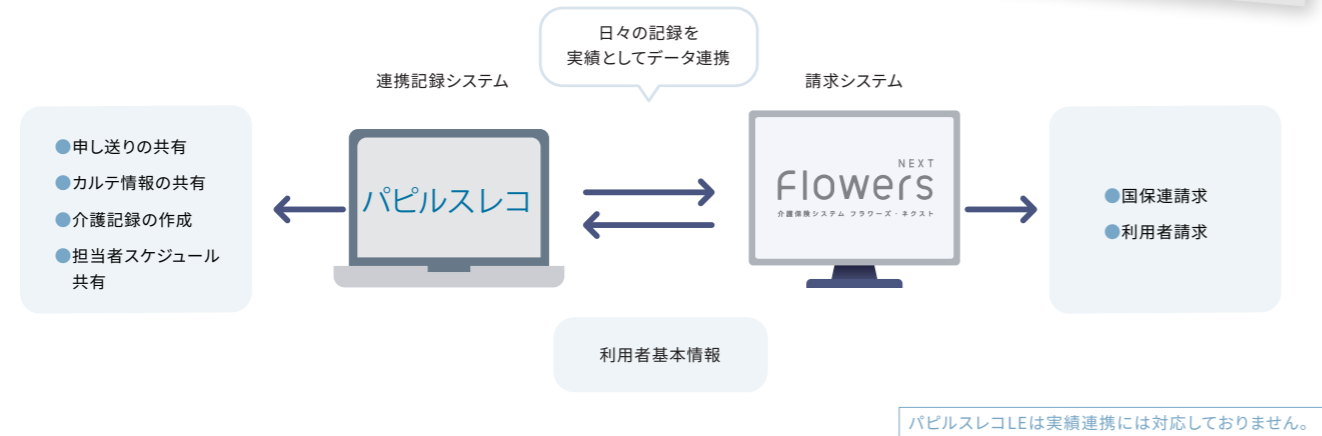 日々の記録を
実績としてデータ連携
連携記録システム
請求システム
●申し送りの共有
●カルテ情報の共有
●介護記録の作成
●担当者スケジュール
共有
パピルスレコ
NEXT
Flowers
介護保険システム フラワーズ・ネクスト
●国保連請求
●利用者請求
利用者基本情報
パピルスレコLEは実績連携には対応しておりません。